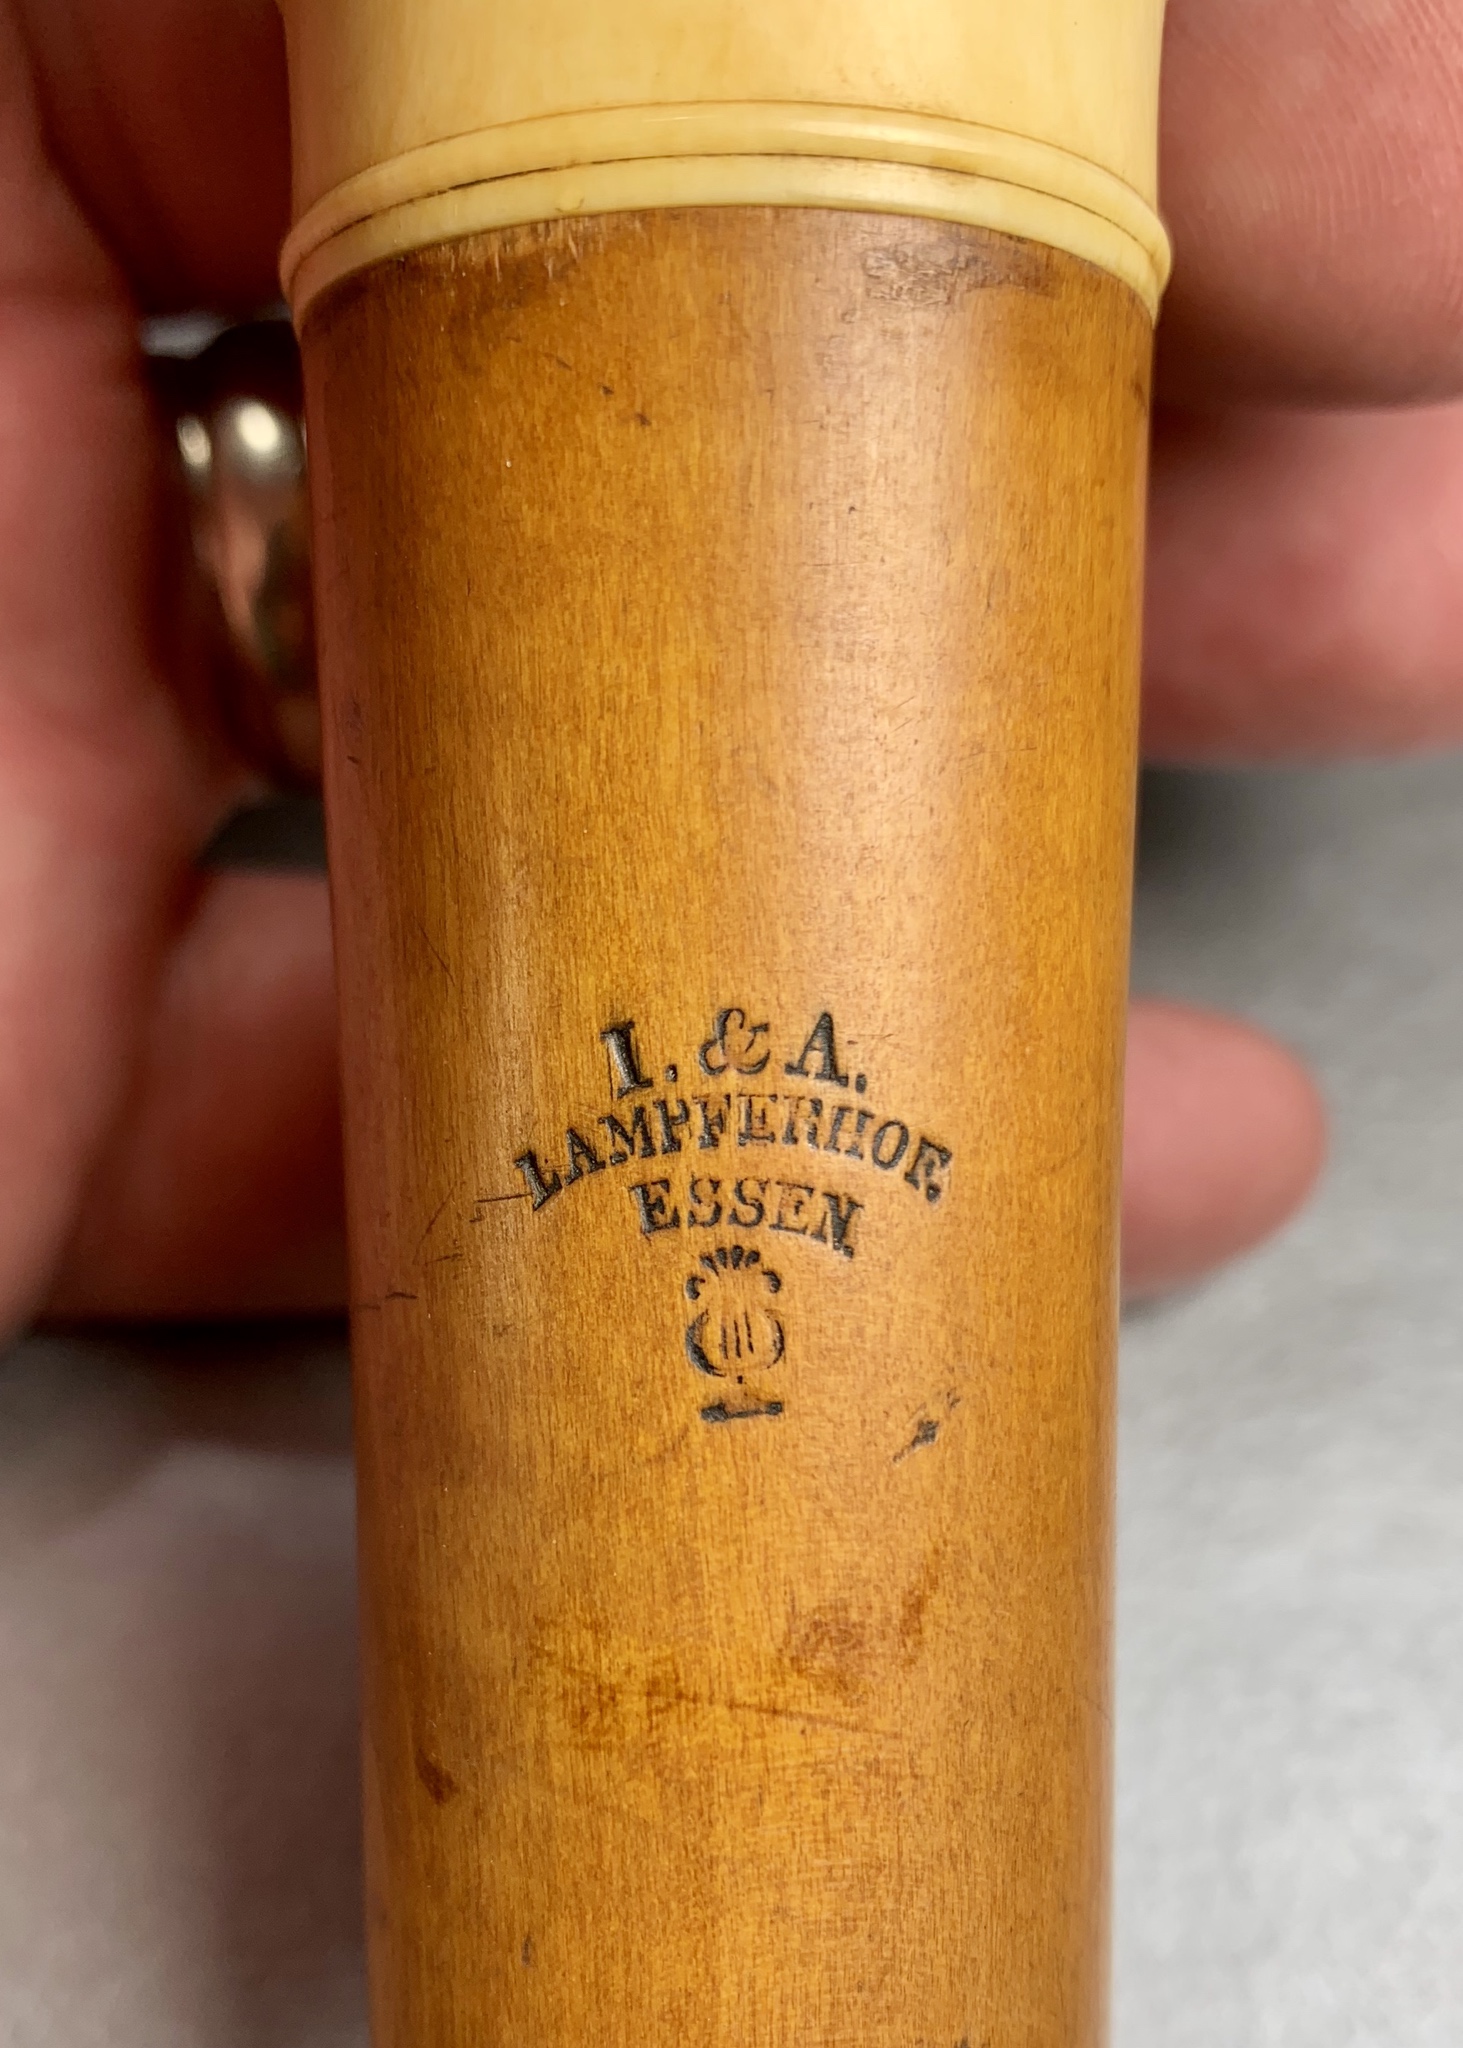 I. & A.
LAMPFERHOF.
ESSEN.